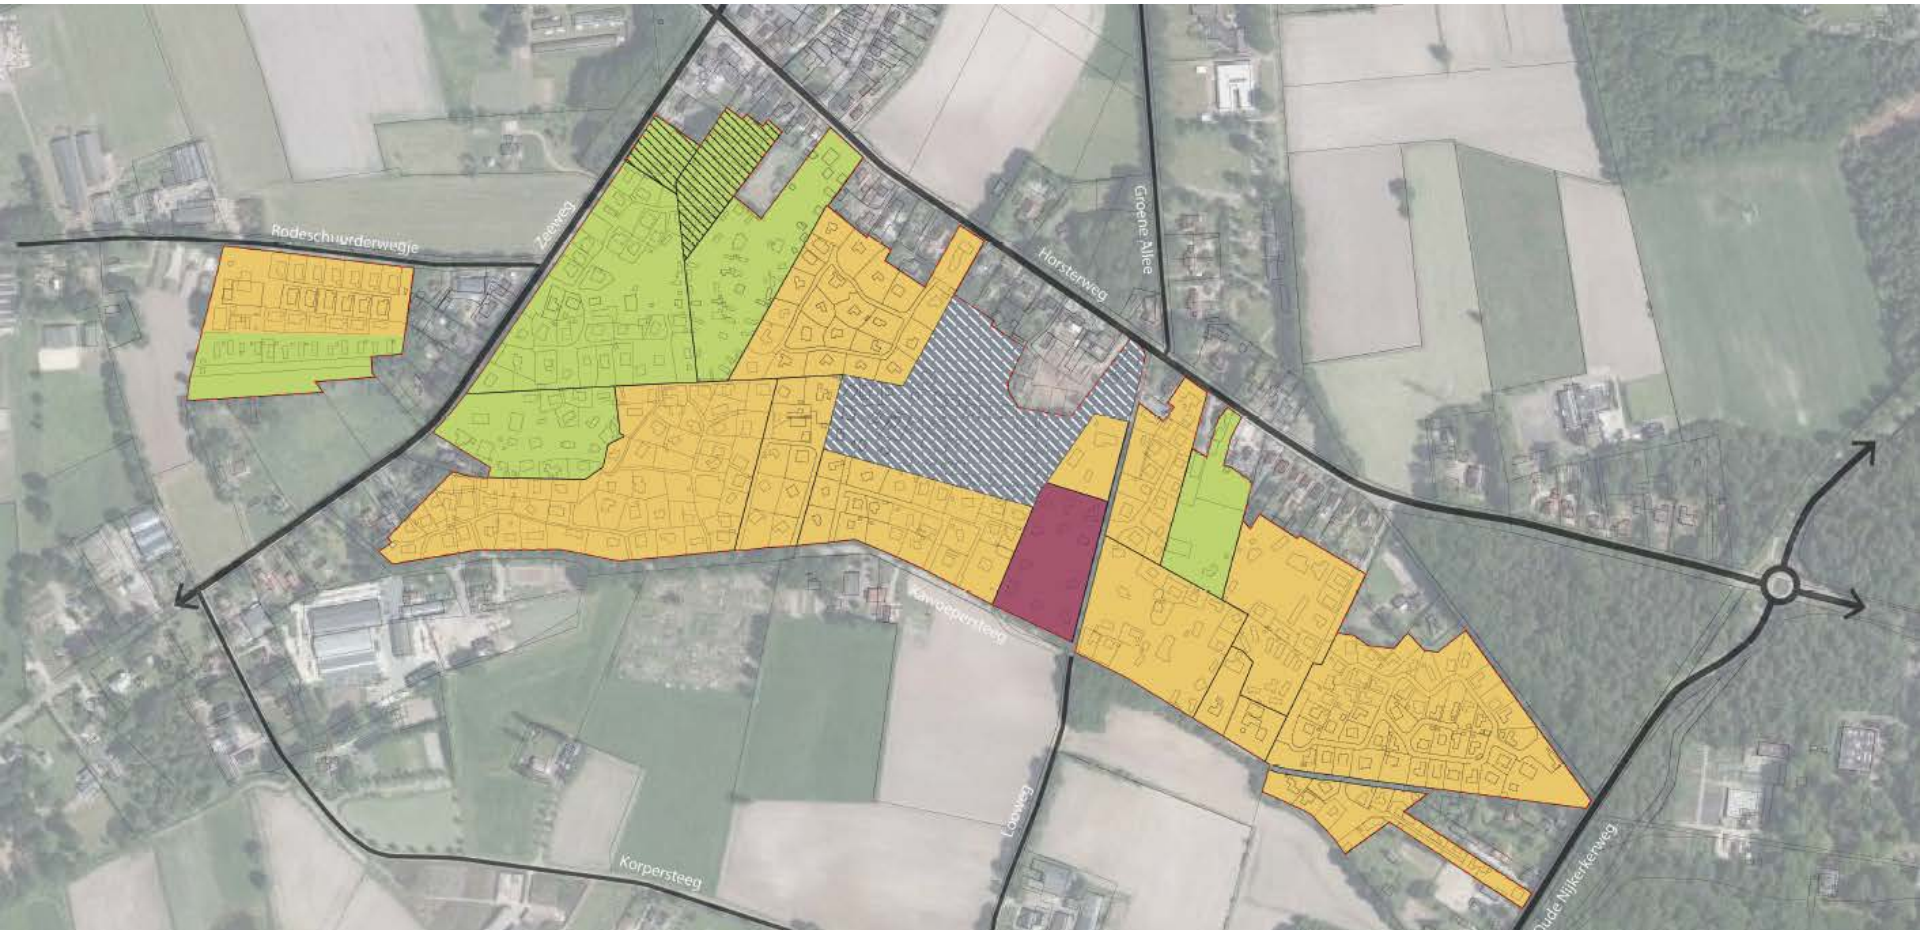 Groene Allee
Rodeschuurderwegje
Zeeweg
Horsterweg
Kawoepersteeg
Looweg
Korpersteeg
Oude Nijkerkerweg